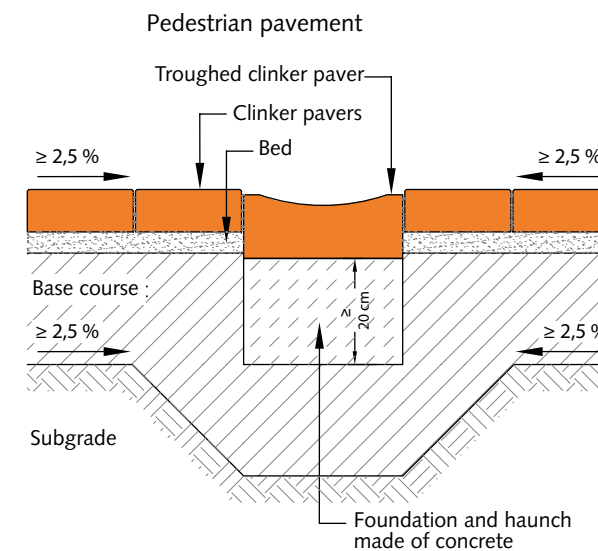 Pedestrian pavement
Troughed clinker paver
Clinker pavers
Bed
≥ 2,5 %
≥ 2,5 %
Base course :
≥
20 cm
≥ 2,5 %
≥ 2,5 %
Subgrade
Foundation and haunch
made of concrete